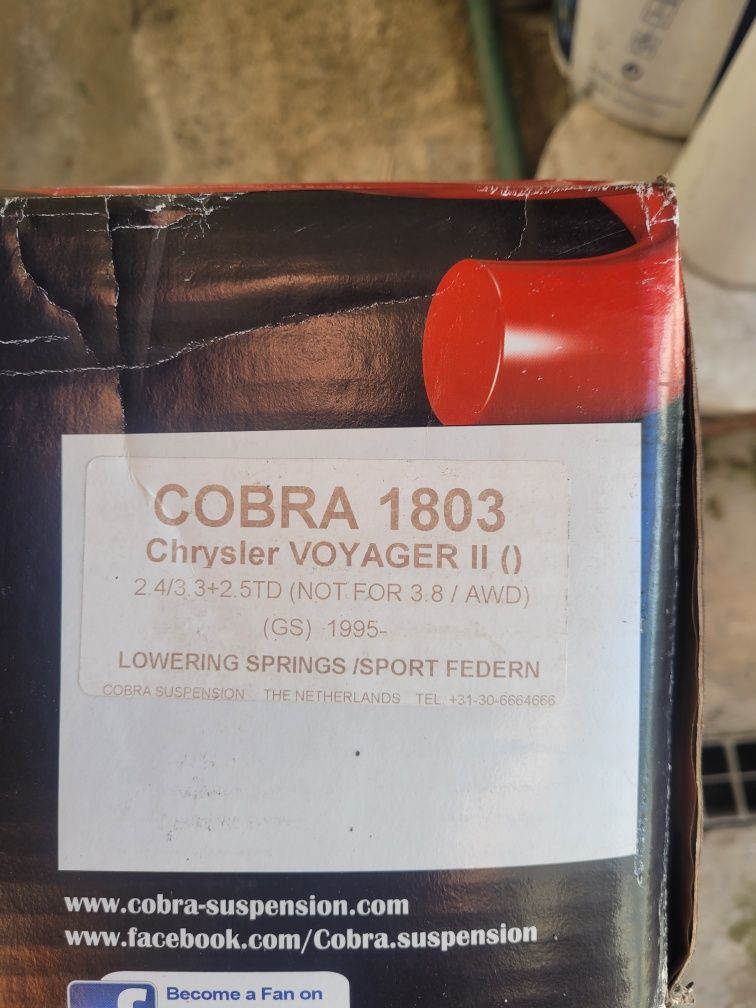 COBRA 1803
Chrysler VOYAGER II ()
2.4/3.3+2.5TD (NOT FOR 3.8 / AWD)
(GS) 1995-
LOWERING SPRINGS /SPORT FEDERN
COBRA SUSPENSION THE NETHERLANDS TEL. +31-30-6664666
www.cobra-suspension.com
www.facebook.com/Cobra.suspension
f
Become a Fan on